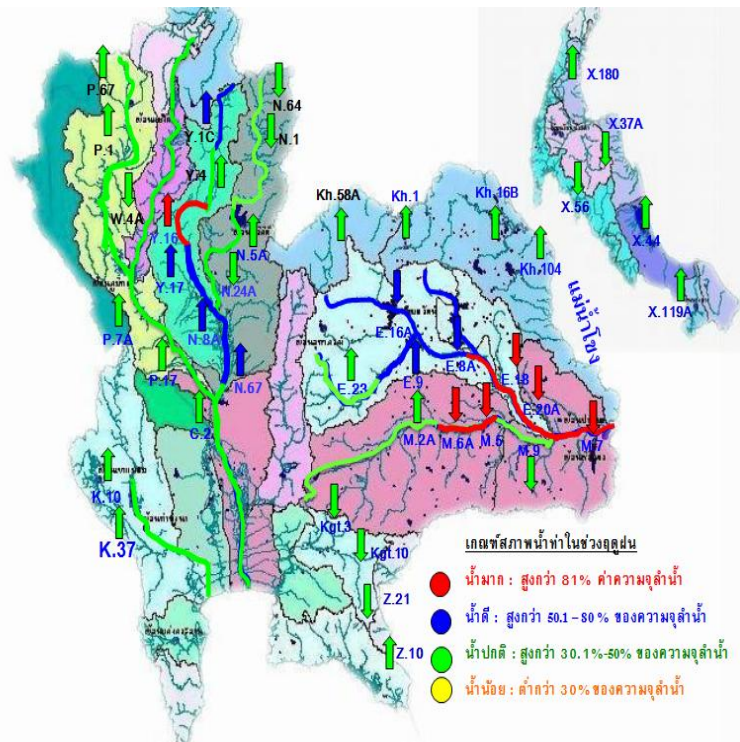 X.180
P.67
N.64
X.37A
Y.1C
N.1
P.1
Y.4
Kh.58A
Kh.1
Kh.16B
W.4A
X.56
X.44
Y.16
N.5A
Kh.104
แม่น้ำโขง
Y.17
N.24A
X.119A
P.7A
N.8A
E.16A
E.8A
P.17
N.67
E.23
E.9
E.18
E.20A
C.2
M.2A
M.6A
M.5
M.9
M.7
K.10
Kgt.3
K.37
Kgt.10
Z.21
Z.10
เกณฑ์สภาพน้ำท่าในช่วงฤดูฝน
น้ำมาก : สูงกว่า 81% ค่าความจุลำน้ำ
น้ำดี : สูงกว่า 50.1 – 80 % ของความจุลำน้ำ
น้ำปกติ : สูงกว่า 30.1%-50% ของความจุลำน้ำ
น้ำน้อย : ต่ำกว่า 30% ของความจุลำน้ำ